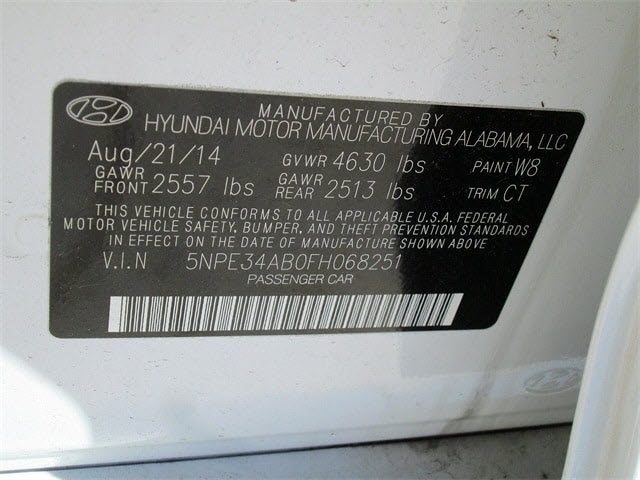 MANUFACTURED BY
HYUNDAI MOTOR MANUFACTURING ALABAMA, LLC
Aug/21/14 GVWR 4630 lbs PAINT W8
GAWR FRONT 2557 lbs GAWR REAR 2513 lbs TRIM CT
THIS VEHICLE CONFORMS TO ALL APPLICABLE U.S.A. FEDERAL
MOTOR VEHICLE SAFETY, BUMPER, AND THEFT PREVENTION STANDARDS
IN EFFECT ON THE DATE OF MANUFACTURE SHOWN ABOVE
V.I.N 5NPE34AB0FH068251
PASSENGER CAR